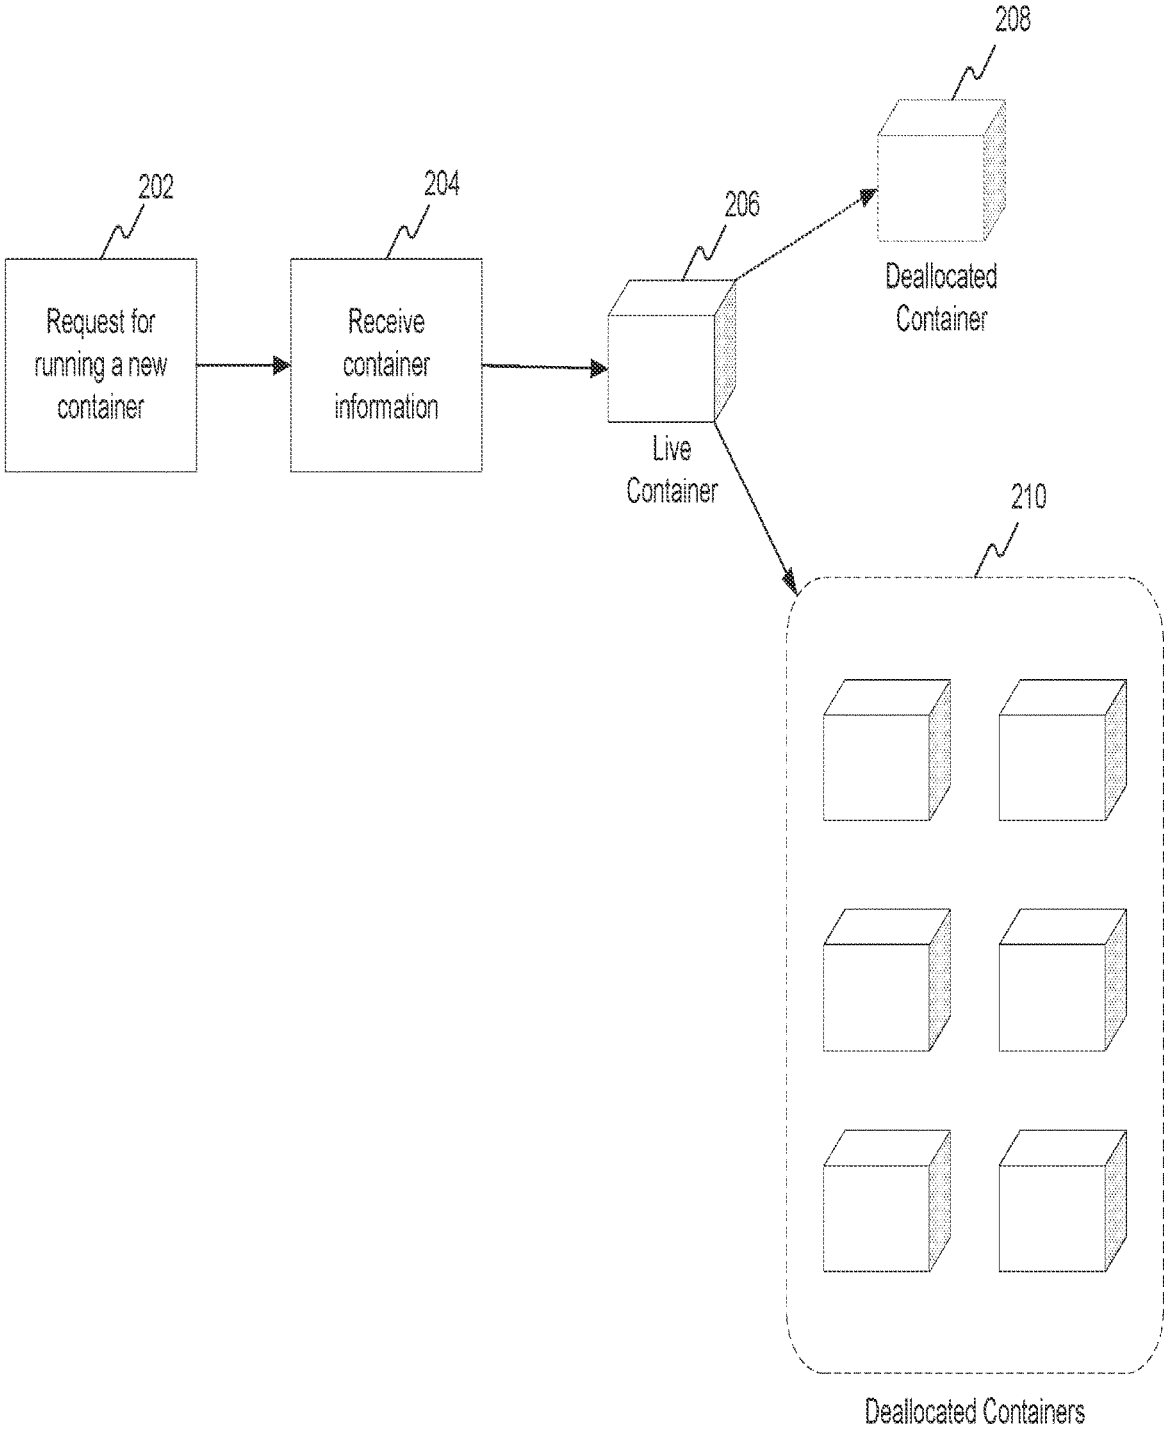 208
202
204
206
Request for
running a new
container
Receive
container
information
Deallocated
Container
Live
Container
210
Deallocated Containers